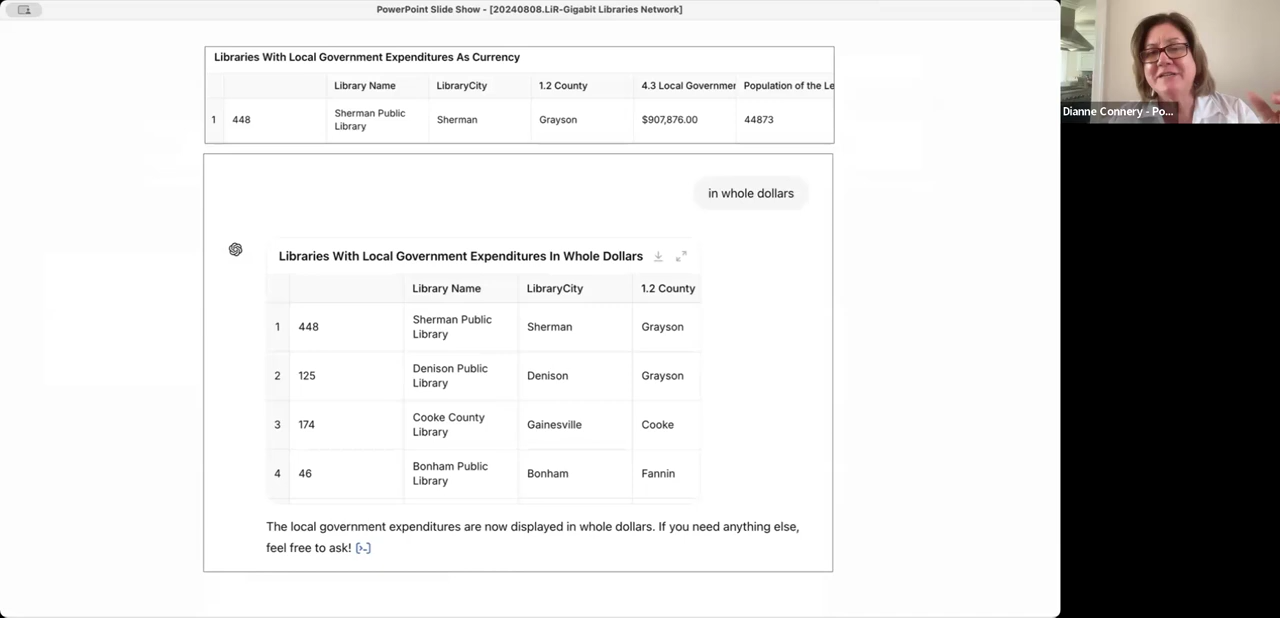 PowerPoint Slide Show - [20240808.LiR-Gigabit Libraries Network]
Libraries With Local Government Expenditures As Currency
Library Name LibraryCity 1.2 County 4.3 Local Governmer Population of the Le
1 448 Sherman Public Library Sherman Grayson $907,876.00 44873
in whole dollars
Libraries With Local Government Expenditures In Whole Dollars
Library Name LibraryCity 1.2 County
1 448 Sherman Public Library Sherman Grayson
2 125 Denison Public Library Denison Grayson
3 174 Cooke County Library Gainesville Cooke
4 46 Bonham Public Library Bonham Fannin
The local government expenditures are now displayed in whole dollars. If you need anything else,
feel free to ask! [>-]
Dianne Connery - Po...